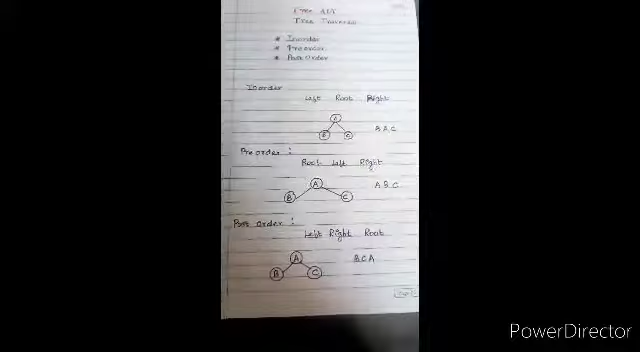 Tree ADT
Tree Traversal
* Inorder
* Preorder
* Post Order
Inorder
Left Root Right
A
B C
B A C
Preorder :
Root Left Right
A
B C
A B C
Post Order :
Left Right Root
A
B C
B C A
PowerDirector